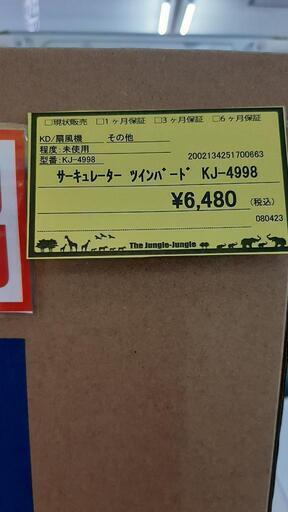 □現状販売 □1ヶ月保証 □3ヶ月保証 □6ヶ月保証
KD/扇風機 その他
程度:未使用
型番:KJ-4998 2002134251700663
サーキュレーター ツインバード KJ-4998
¥6,480 (税込)
080423
The Jungle-Jungle